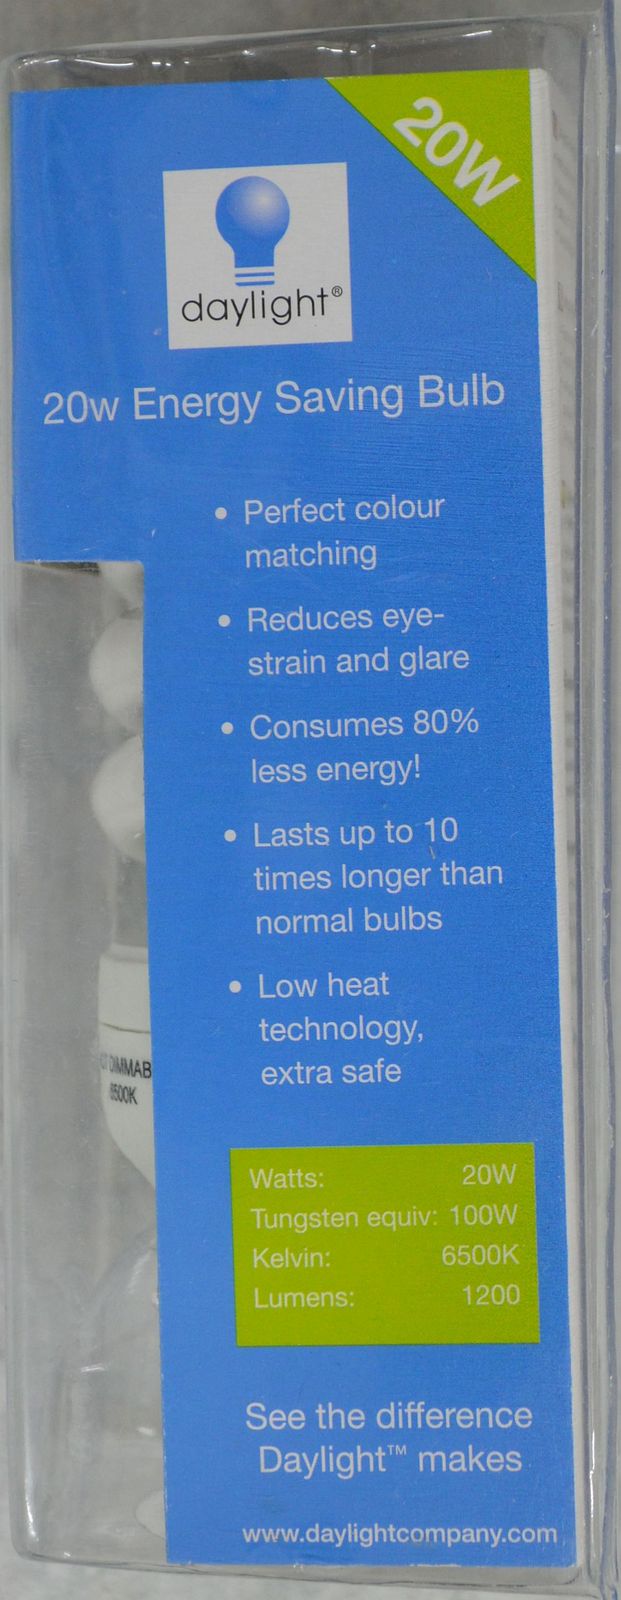 20W
daylight®
20w Energy Saving Bulb
• Perfect colour
matching
• Reduces eye-
strain and glare
• Consumes 80%
less energy!
• Lasts up to 10
times longer than
normal bulbs
• Low heat
technology,
extra safe
DIMMAB
6500K
Watts: 20W
Tungsten equiv: 100W
Kelvin: 6500K
Lumens: 1200
See the difference
Daylight™ makes
www.daylightcompany.com